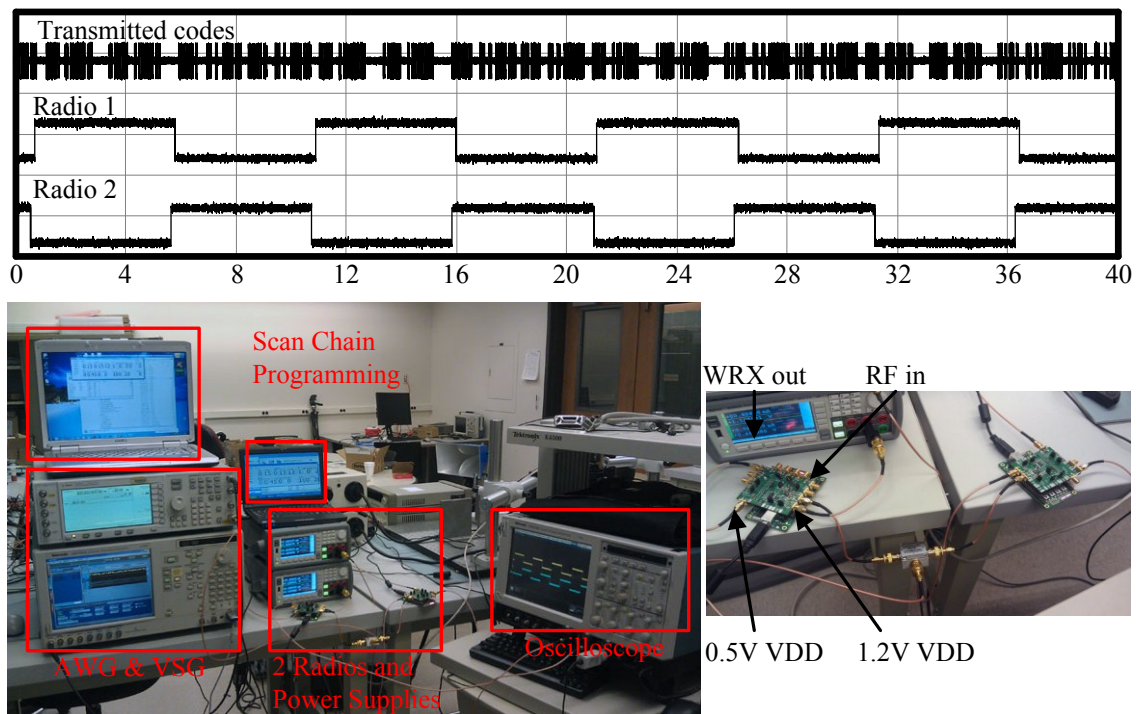 Transmitted codes
Radio 1
Radio 2
0 4 8 12 16 20 24 28 32 36 40
Scan Chain
Programming
Tektronix
AWG & VSG
2 Radios and
Power Supplies
Oscilloscope
WRX out
RF in
0.5V VDD
1.2V VDD